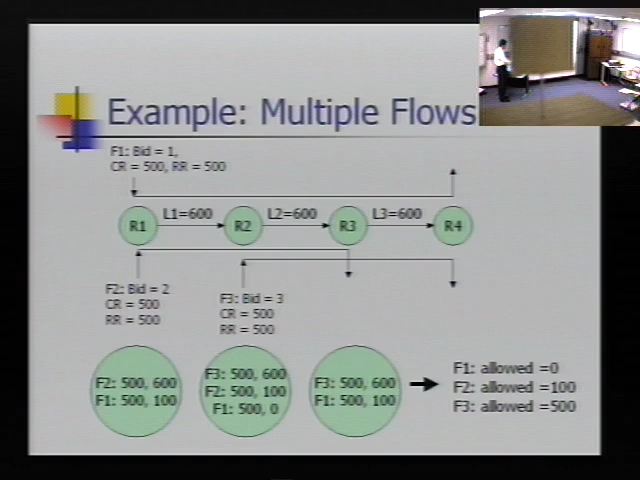 Example: Multiple Flows
F1: Bid = 1,
CR = 500, RR = 500
L1=600
L2=600
L3=600
R1
R2
R3
R4
F2: Bid = 2
CR = 500
RR = 500
F3: Bid = 3
CR = 500
RR = 500
F2: 500, 600
F1: 500, 100
F3: 500, 600
F2: 500, 100
F1: 500, 0
F3: 500, 600
F1: 500, 100
F1: allowed =0
F2: allowed =100
F3: allowed =500